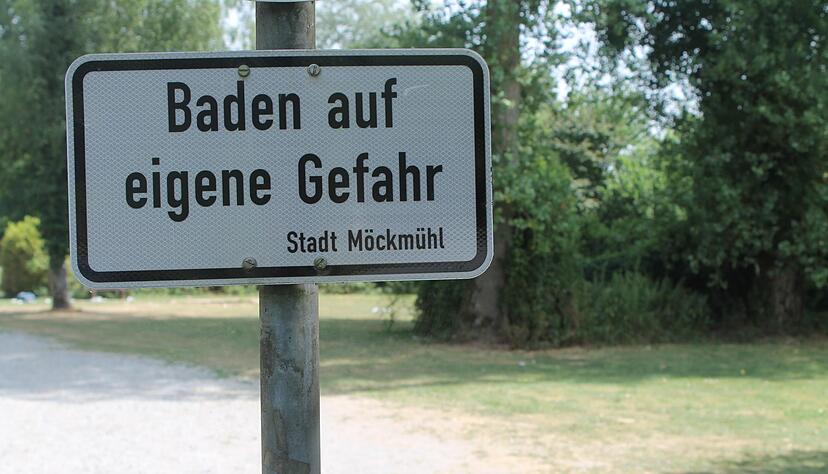 Baden auf
eigene Gefahr
Stadt Möckmühl